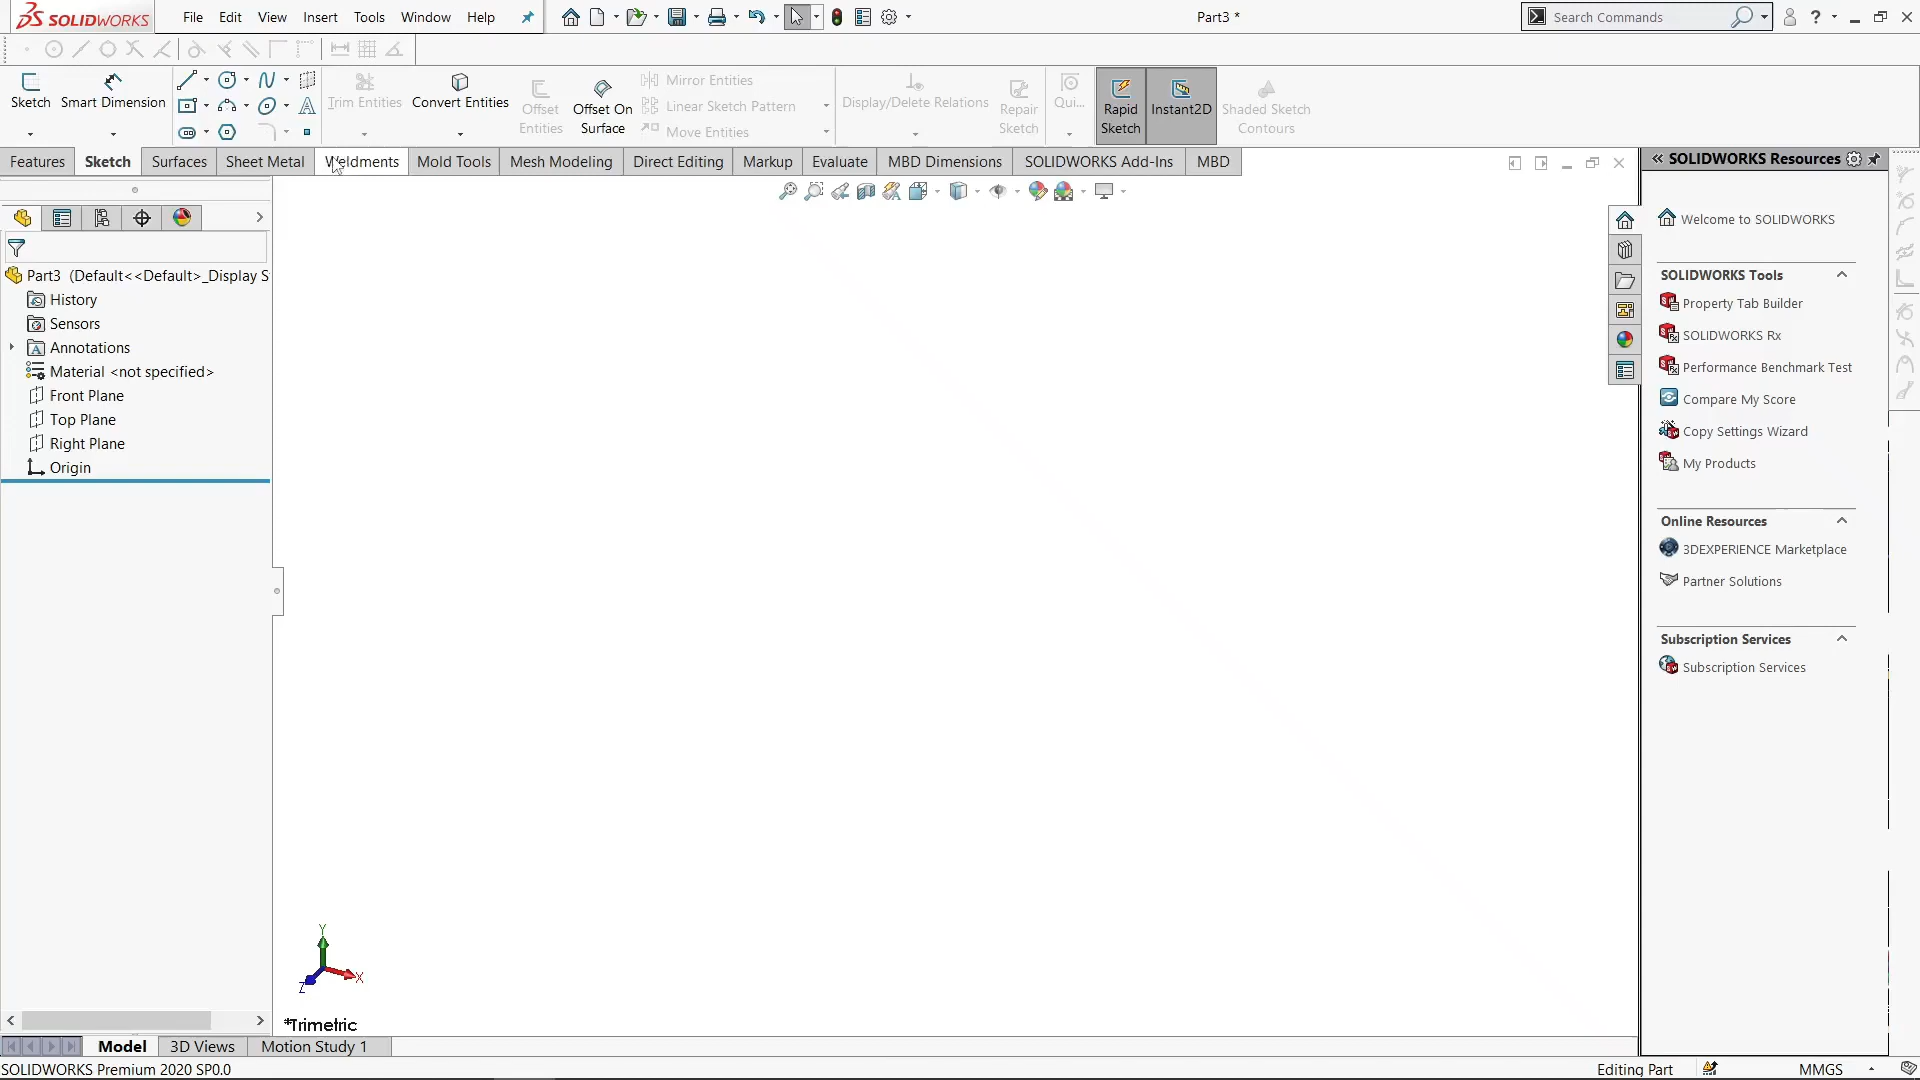 SOLIDWORKS
File Edit View Insert Tools Window Help
Part3 *
Search Commands
Sketch
Smart Dimension
Trim Entities
Convert Entities
Offset Entities
Offset On Surface
Mirror Entities
Linear Sketch Pattern
Move Entities
Display/Delete Relations
Repair Sketch
Qui...
Rapid Sketch
Instant2D
Shaded Sketch Contours
Features Sketch Surfaces Sheet Metal Weldments Mold Tools Mesh Modeling Direct Editing Markup Evaluate MBD Dimensions SOLIDWORKS Add-Ins MBD
Part3 (Default<<Default>_Display S
History
Sensors
Annotations
Material <not specified>
Front Plane
Top Plane
Right Plane
Origin
Y
X
Z
*Trimetric
SOLIDWORKS Resources
Welcome to SOLIDWORKS
SOLIDWORKS Tools
Property Tab Builder
SOLIDWORKS Rx
Performance Benchmark Test
Compare My Score
Copy Settings Wizard
My Products
Online Resources
3DEXPERIENCE Marketplace
Partner Solutions
Subscription Services
Subscription Services
Model 3D Views Motion Study 1
SOLIDWORKS Premium 2020 SP0.0
Editing Part
MMGS